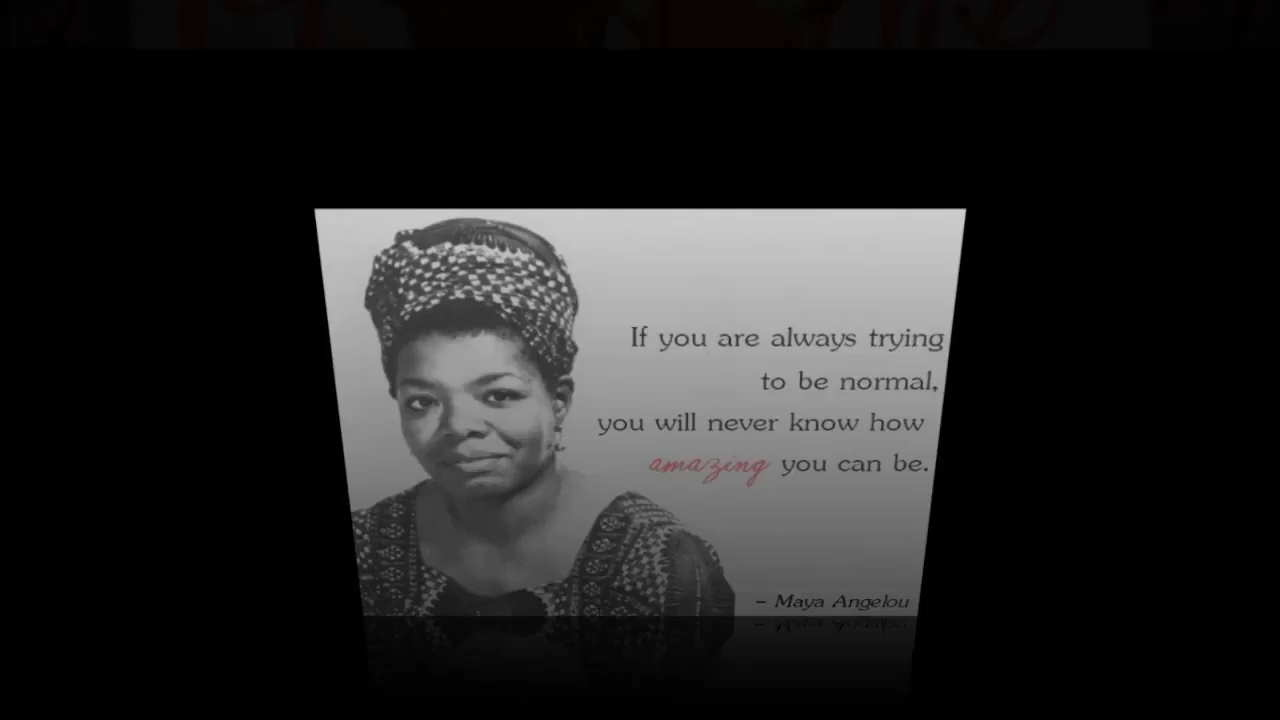 If you are always trying
to be normal,
you will never know how
amazing you can be.
– Maya Angelou